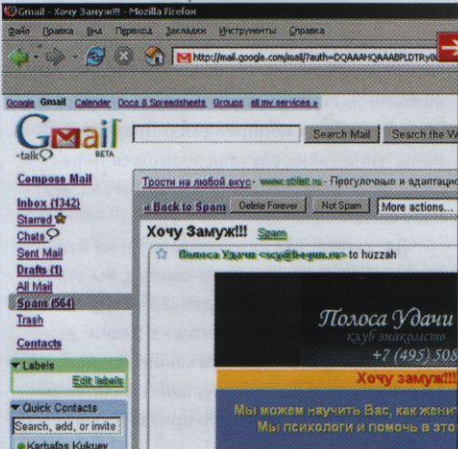 Gmail - Хочу Замуж!!! - Mozilla Firefox
Файл Правка Вид Переход Закладки Инструменты Справка
http://mail.google.com/mail/?auth=DQAAAHQAAABPLDTRy
Google Gmail Calendar Docs & Spreadsheets Groups all my services »
Gmail
talk BETA
Search Mail Search the W
Compose Mail
Трости на любой вкус - www.stilet.ru - Прогулочные и адаптацио
Inbox (1342)
« Back to Spam Delete Forever Not Spam More actions...
Starred
Хочу Замуж!!! Spam
Chats
Sent Mail
Полоса Удачи to huzzah
Drafts (1)
All Mail
Spam (564)
Trash
Полоса Удачи
клуб знакомств
Contacts
+7 (495) 508
Labels
Хочу замуж!!!
Edit labels
Quick Contacts
Мы можем научить Вас, как жени
Search, add, or invite
Мы психологи и помочь в это
Karhafos Kukuev